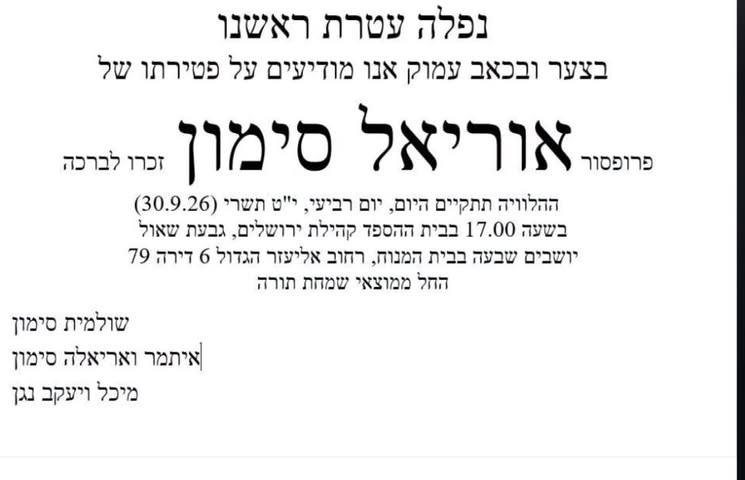 נפלה עטרת ראשנו
בצער ובכאב עמוק אנו מודיעים על פטירתו של
פרופסור אוריאל סימון זכרו לברכה
ההלוויה תתקיים היום, יום רביעי, י"ט תשרי (30.9.26)
בשעה 17.00 בבית ההספד קהילת ירושלים, גבעת שאול
יושבים שבעה בבית המנוח, רחוב אליעזר הגדול 6 דירה 79
החל ממוצאי שמחת תורה
שולמית סימון
איתמר ואריאלה סימון
מיכל ויעקב נגן